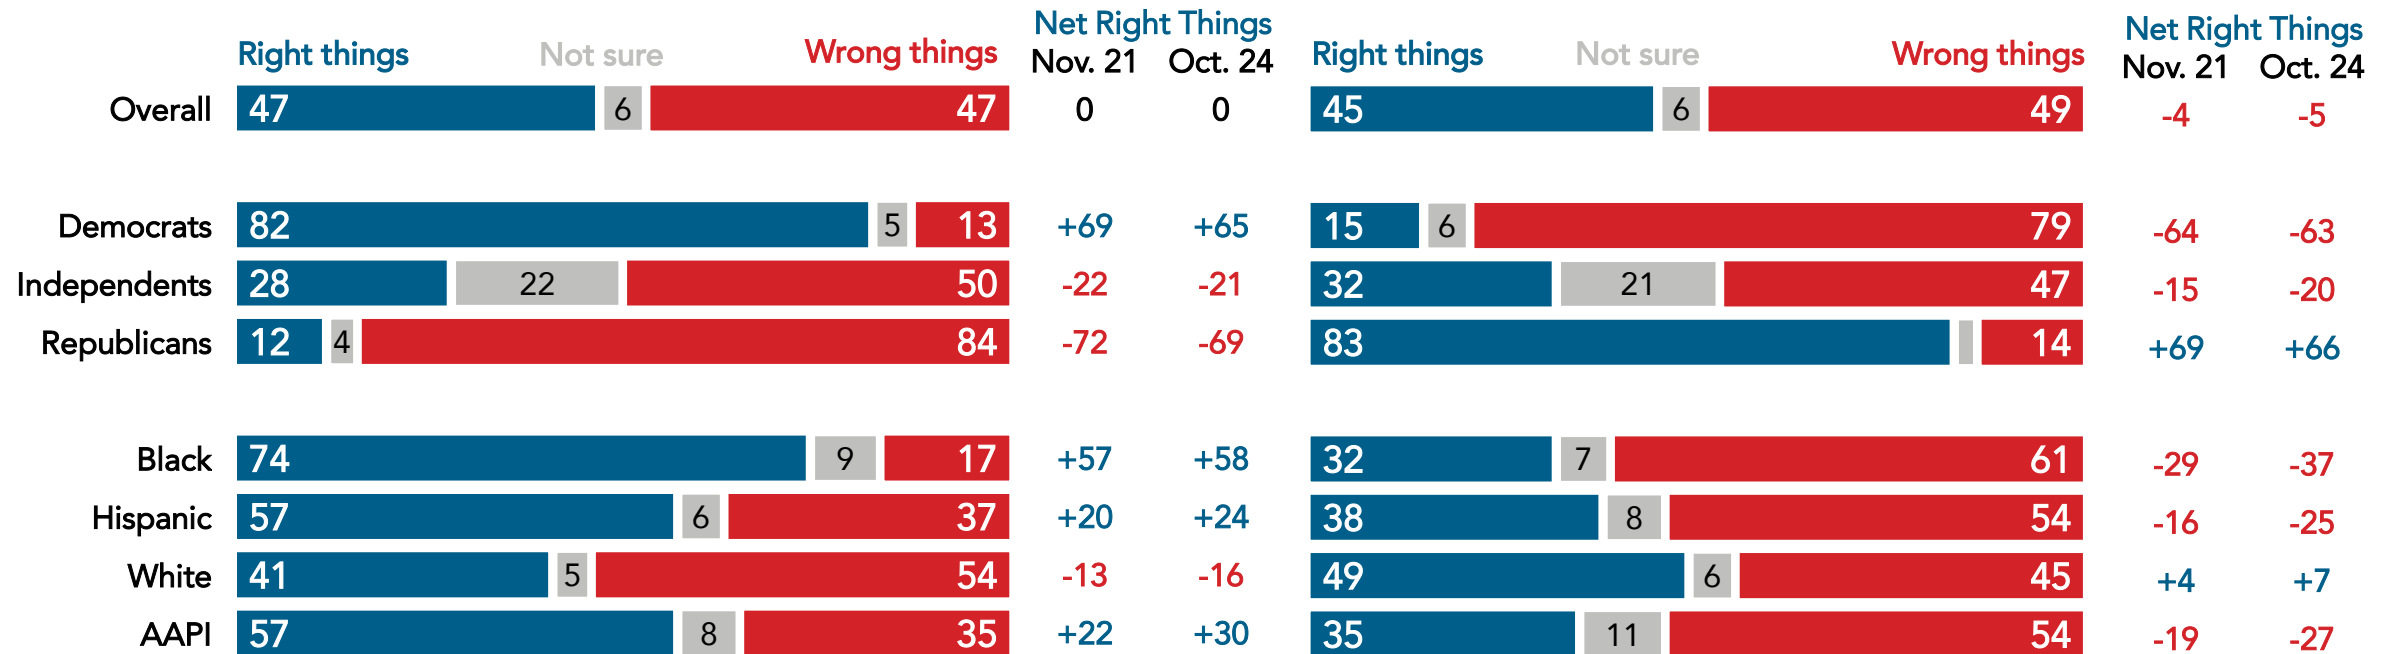 Net Right Things Net Right Things
Right things Not sure Wrong things Nov. 21 Oct. 24 Right things Not sure Wrong things Nov. 21 Oct. 24
Overall 47 6 47 0 0 45 6 49 -4 -5
Democrats 82 5 13 +69 +65 15 6 79 -64 -63
Independents 28 22 50 -22 -21 32 21 47 -15 -20
Republicans 12 4 84 -72 -69 83 14 +69 +66
Black 74 9 17 +57 +58 32 7 61 -29 -37
Hispanic 57 6 37 +20 +24 38 8 54 -16 -25
White 41 5 54 -13 -16 49 6 45 +4 +7
AAPI 57 8 35 +22 +30 35 11 54 -19 -27